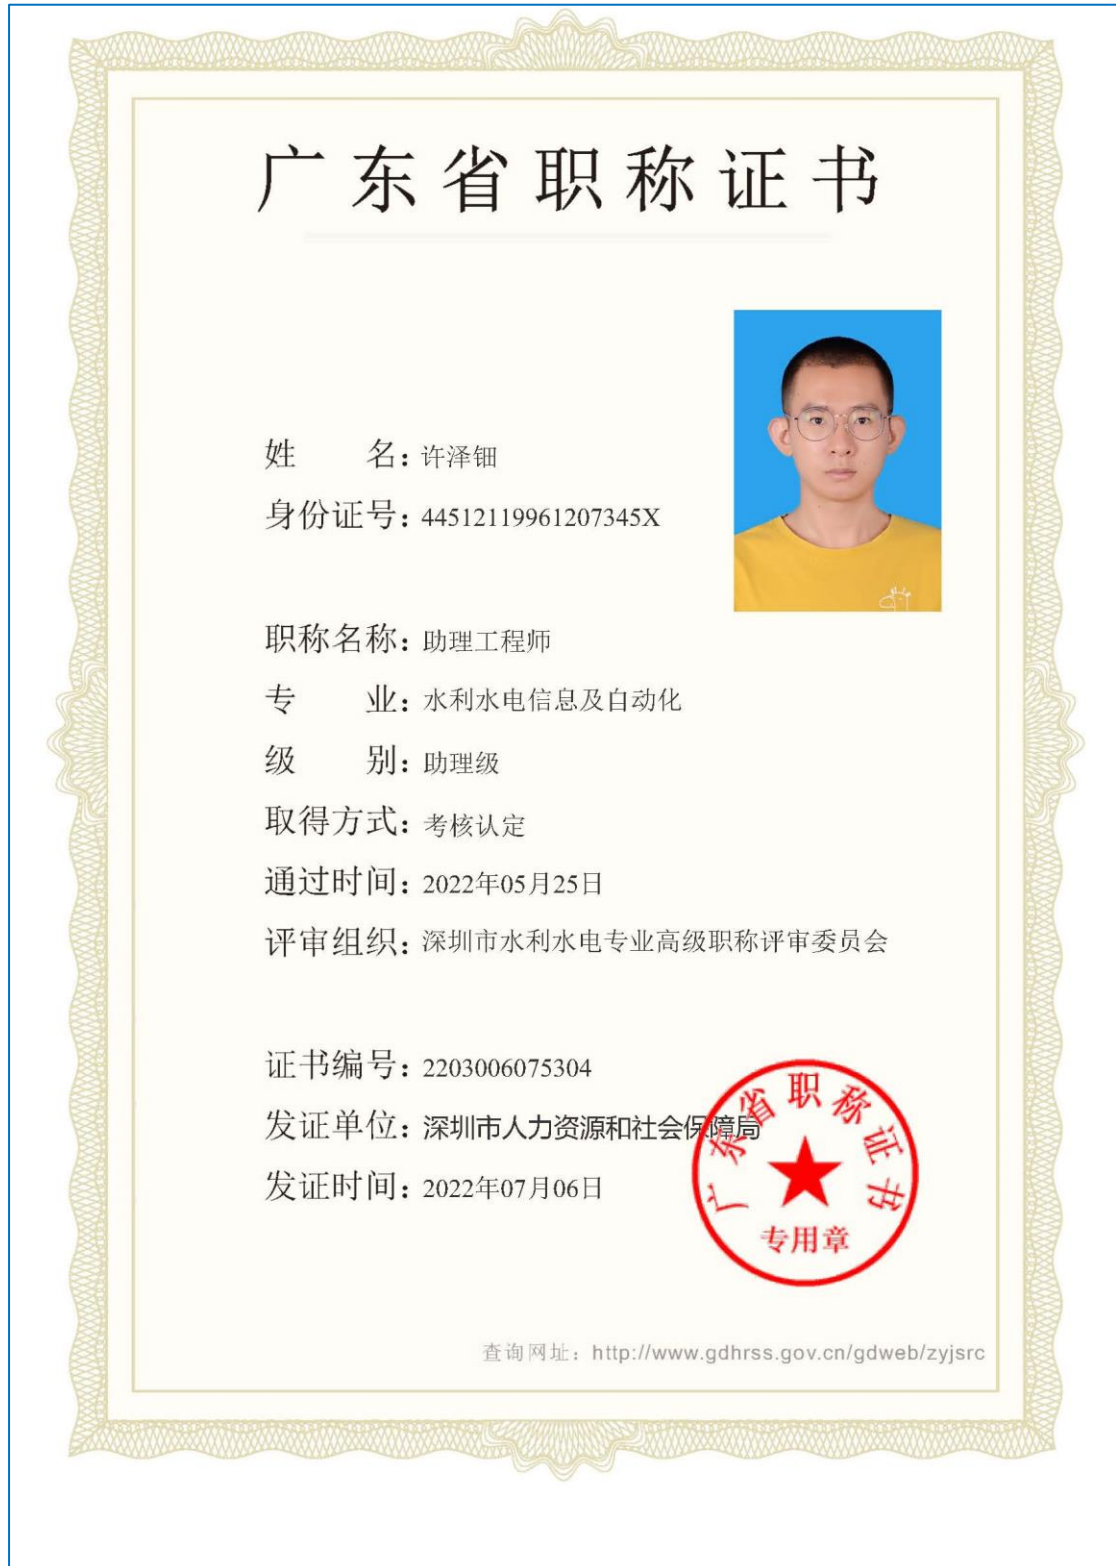 广东省职称证书
姓 名：许泽钿
身份证号：44512119961207345X
职称名称：助理工程师
专 业：水利水电信息及自动化
级 别：助理级
取得方式：考核认定
通过时间：2022年05月25日
评审组织：深圳市水利水电专业高级职称评审委员会
证书编号：2203006075304
发证单位：深圳市人力资源和社会保障局
发证时间：2022年07月06日
广东省职称证书
专用章
查询网址：http://www.gdhrss.gov.cn/gdweb/zyjsrc